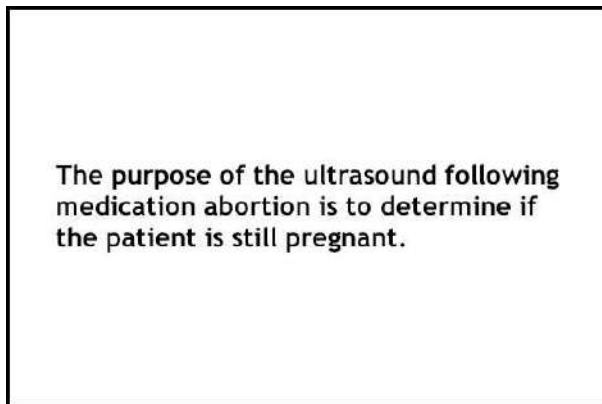 The purpose of the ultrasound following
medication abortion is to determine if
the patient is still pregnant.